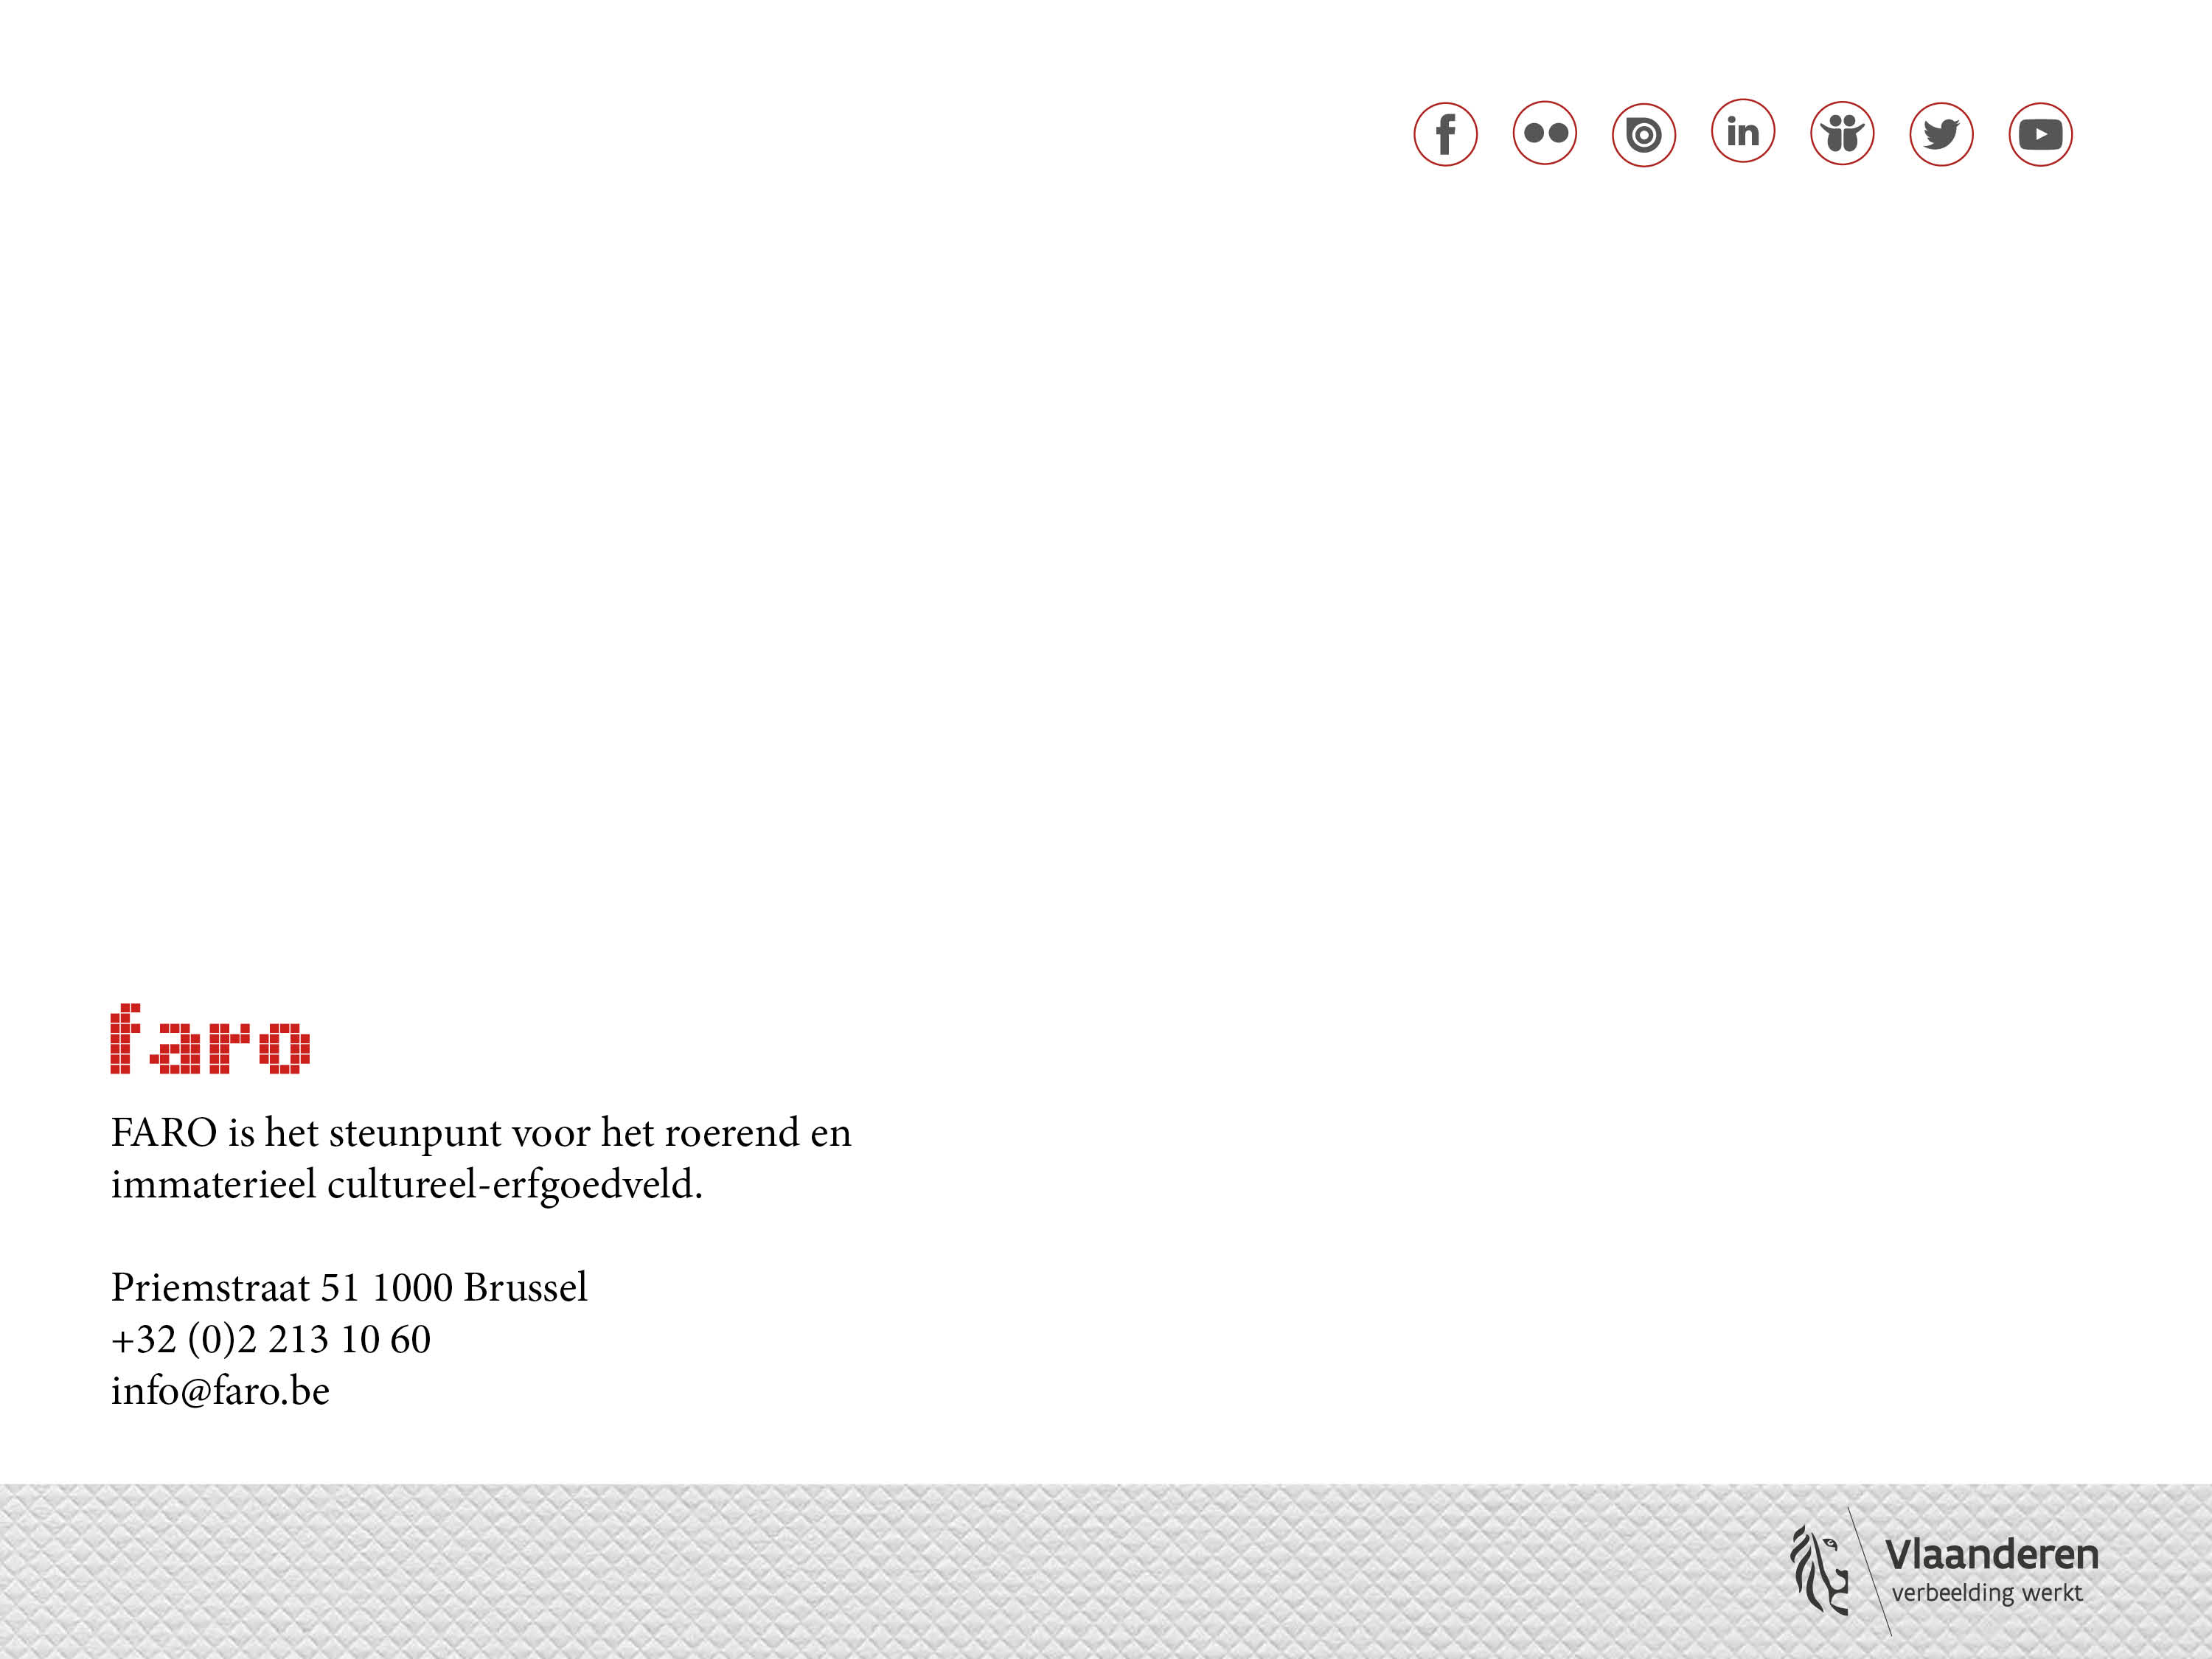 faro
FARO is het steunpunt voor het roerend en
immaterieel cultureel-erfgoedveld.
Priemstraat 51 1000 Brussel
+32 (0)2 213 10 60
info@faro.be
Vlaanderen
verbeelding werkt